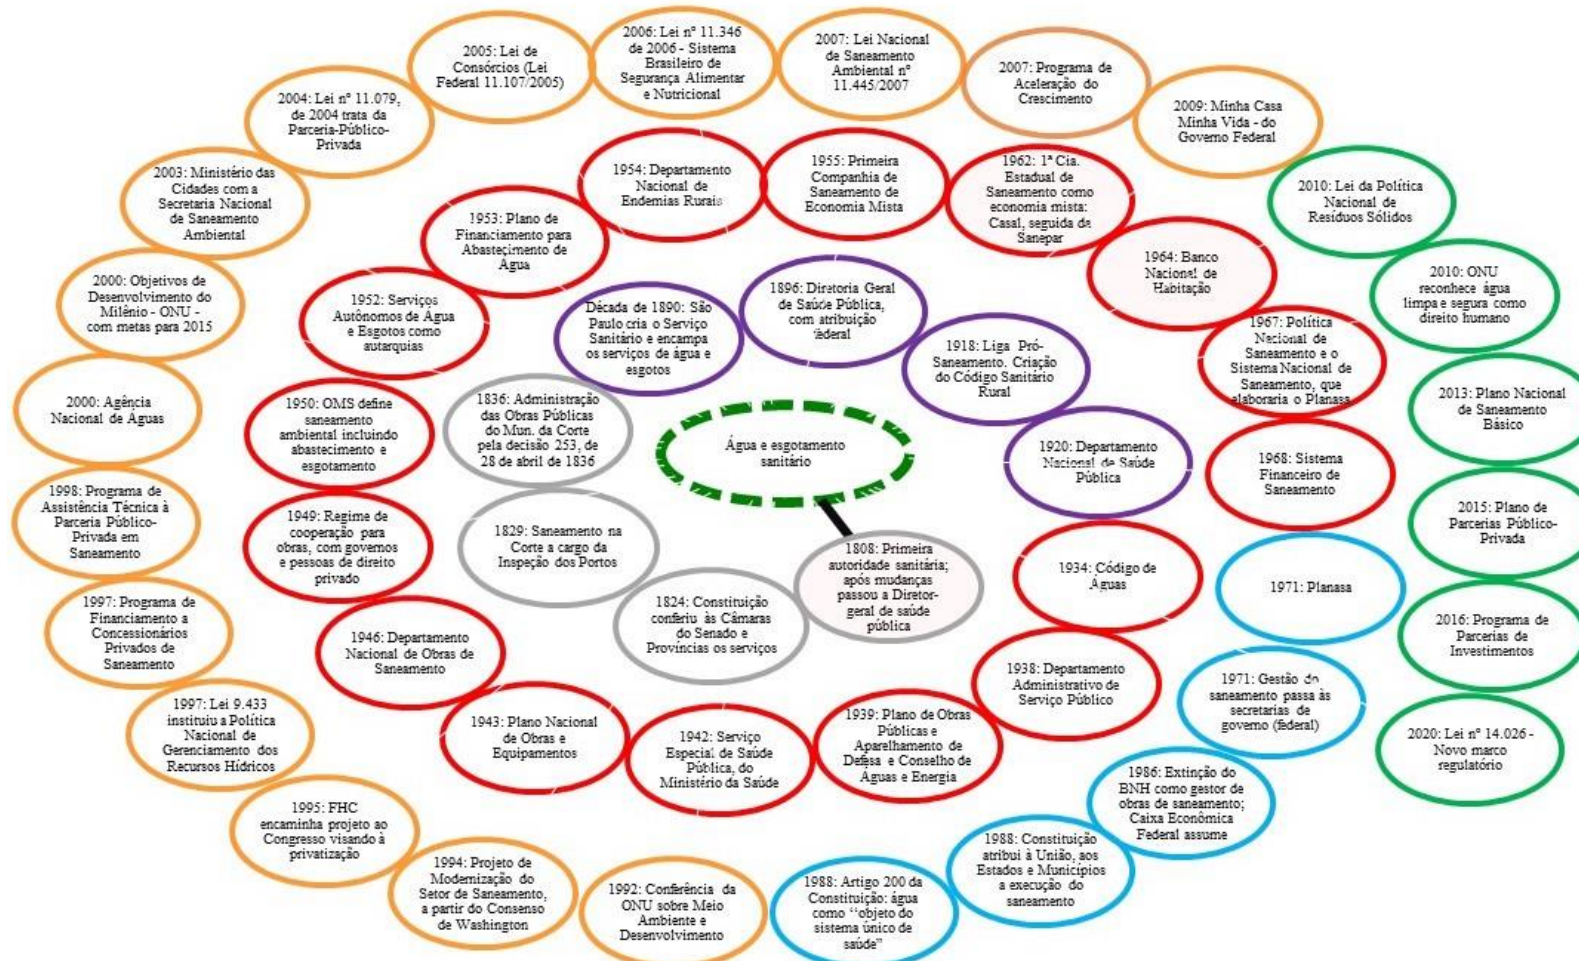 Água e esgotamento
sanitário
1808: Primeira
autoridade sanitária;
após mudanças
passou a Diretor-
geral de saúde
pública
1824: Constituição
conferiu às Câmaras
do Senado e
Províncias os serviços
1829: Saneamento na
Corte a cargo da
Inspeção dos Portos
1836: Administração
das Obras Públicas
do Mun. da Corte
pela decisão 253, de
28 de abril de 1836
Década de 1890: São
Paulo cria o Serviço
Sanitário e encampa
os serviços de água e
esgotos
1896: Diretoria Geral
de Saúde Pública,
com atribuição
federal
1918: Liga Pró-
Saneamento. Criação
do Código Sanitário
Rural
1920: Departamento
Nacional de Saúde
Pública
1934: Código de
Águas
1938: Departamento
Administrativo de
Serviço Público
1939: Plano de Obras
Públicas e
Aparelhamento de
Defesa e Conselho de
Águas e Energia
1942: Serviço
Especial de Saúde
Pública, do
Ministério da Saúde
1943: Plano Nacional
de Obras e
Equipamentos
1946: Departamento
Nacional de Obras de
Saneamento
1949: Regime de
cooperação para
obras, com governos
e pessoas de direito
privado
1950: OMS define
saneamento
ambiental incluindo
abastecimento e
esgotamento
1952: Serviços
Autônomos de Água
e Esgotos como
autarquias
1953: Plano de
Financiamento para
Abastecimento de
Água
1954: Departamento
Nacional de
Endemias Rurais
1955: Primeira
Companhia de
Saneamento de
Economia Mista
1962: 1ª Cia.
Estadual de
Saneamento como
economia mista:
Casal, seguida da
Sanepar
1964: Banco
Nacional de
Habitação
1967: Política
Nacional de
Saneamento e o
Sistema Nacional de
Saneamento, que
elaboraria o Planasa
1968: Sistema
Financeiro de
Saneamento
1971: Planasa
1971: Gestão do
saneamento passa às
secretarias de
governo (federal)
1986: Extinção do
BNH como gestor de
obras de saneamento;
Caixa Econômica
Federal assume
1988: Constituição
atribui à União, aos
Estados e Municípios
a execução do
saneamento
1988: Artigo 200 da
Constituição: água
como ‘‘objeto do
sistema único de
saúde”
1992: Conferência da
ONU sobre Meio
Ambiente e
Desenvolvimento
1994: Projeto de
Modernização do
Setor de Saneamento,
a partir do Consenso
de Washington
1995: FHC
encaminha projeto ao
Congresso visando à
privatização
1997: Lei 9.433
instituiu a Política
Nacional de
Gerenciamento dos
Recursos Hídricos
1997: Programa de
Financiamento a
Concessionários
Privados de
Saneamento
1998: Programa de
Assistência Técnica à
Parceria Público-
Privada em
Saneamento
2000: Agência
Nacional de Águas
2000: Objetivos de
Desenvolvimento do
Milênio - ONU -
com metas para 2015
2003: Ministério das
Cidades com a
Secretaria Nacional
de Saneamento
Ambiental
2004: Lei nº 11.079,
de 2004 trata da
Parceria-Público-
Privada
2005: Lei de
Consórcios (Lei
Federal 11.107/2005)
2006: Lei nº 11.346
de 2006 - Sistema
Brasileiro de
Segurança Alimentar
e Nutricional
2007: Lei Nacional
de Saneamento
Ambiental nº
11.445/2007
2007: Programa de
Aceleração do
Crescimento
2009: Minha Casa
Minha Vida - do
Governo Federal
2010: Lei da Política
Nacional de
Resíduos Sólidos
2010: ONU
reconhece água
limpa e segura como
direito humano
2013: Plano Nacional
de Saneamento
Básico
2015: Plano de
Parcerias Público-
Privada
2016: Programa de
Parcerias de
Investimentos
2020: Lei nº 14.026 -
Novo marco
regulatório